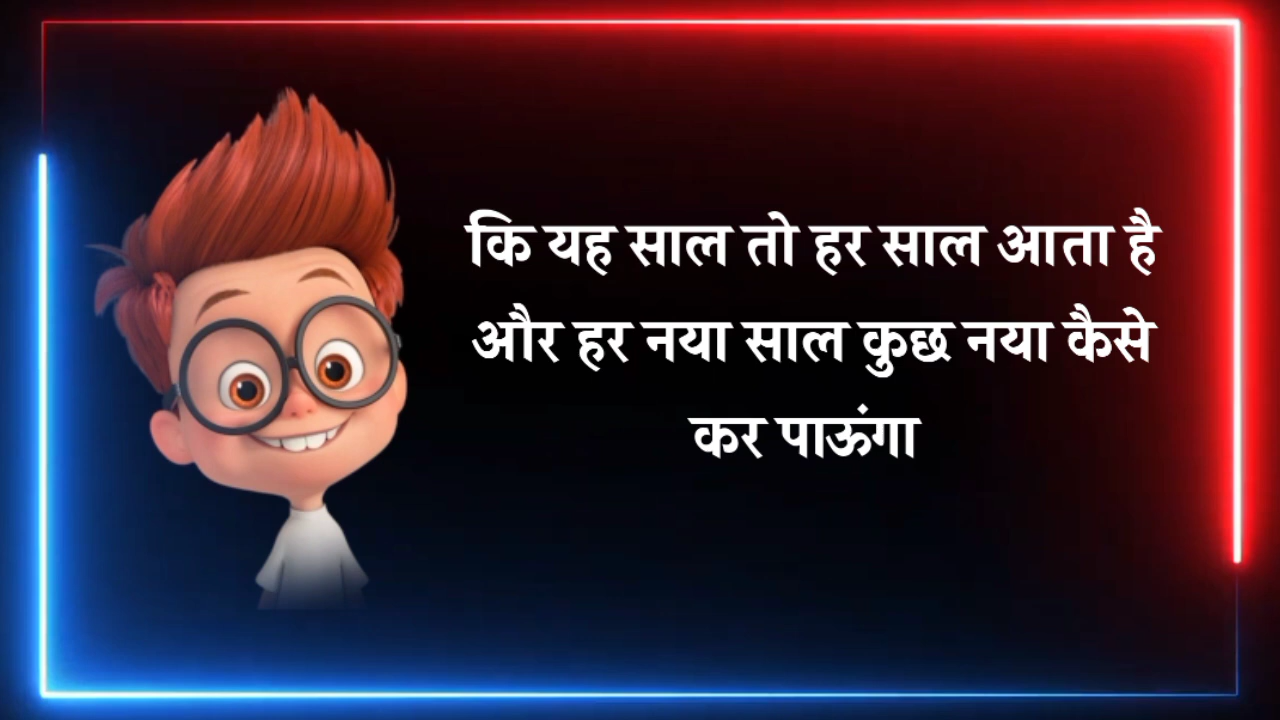 कि यह साल तो हर साल आता है
और हर नया साल कुछ नया कैसे
कर पाऊंगा